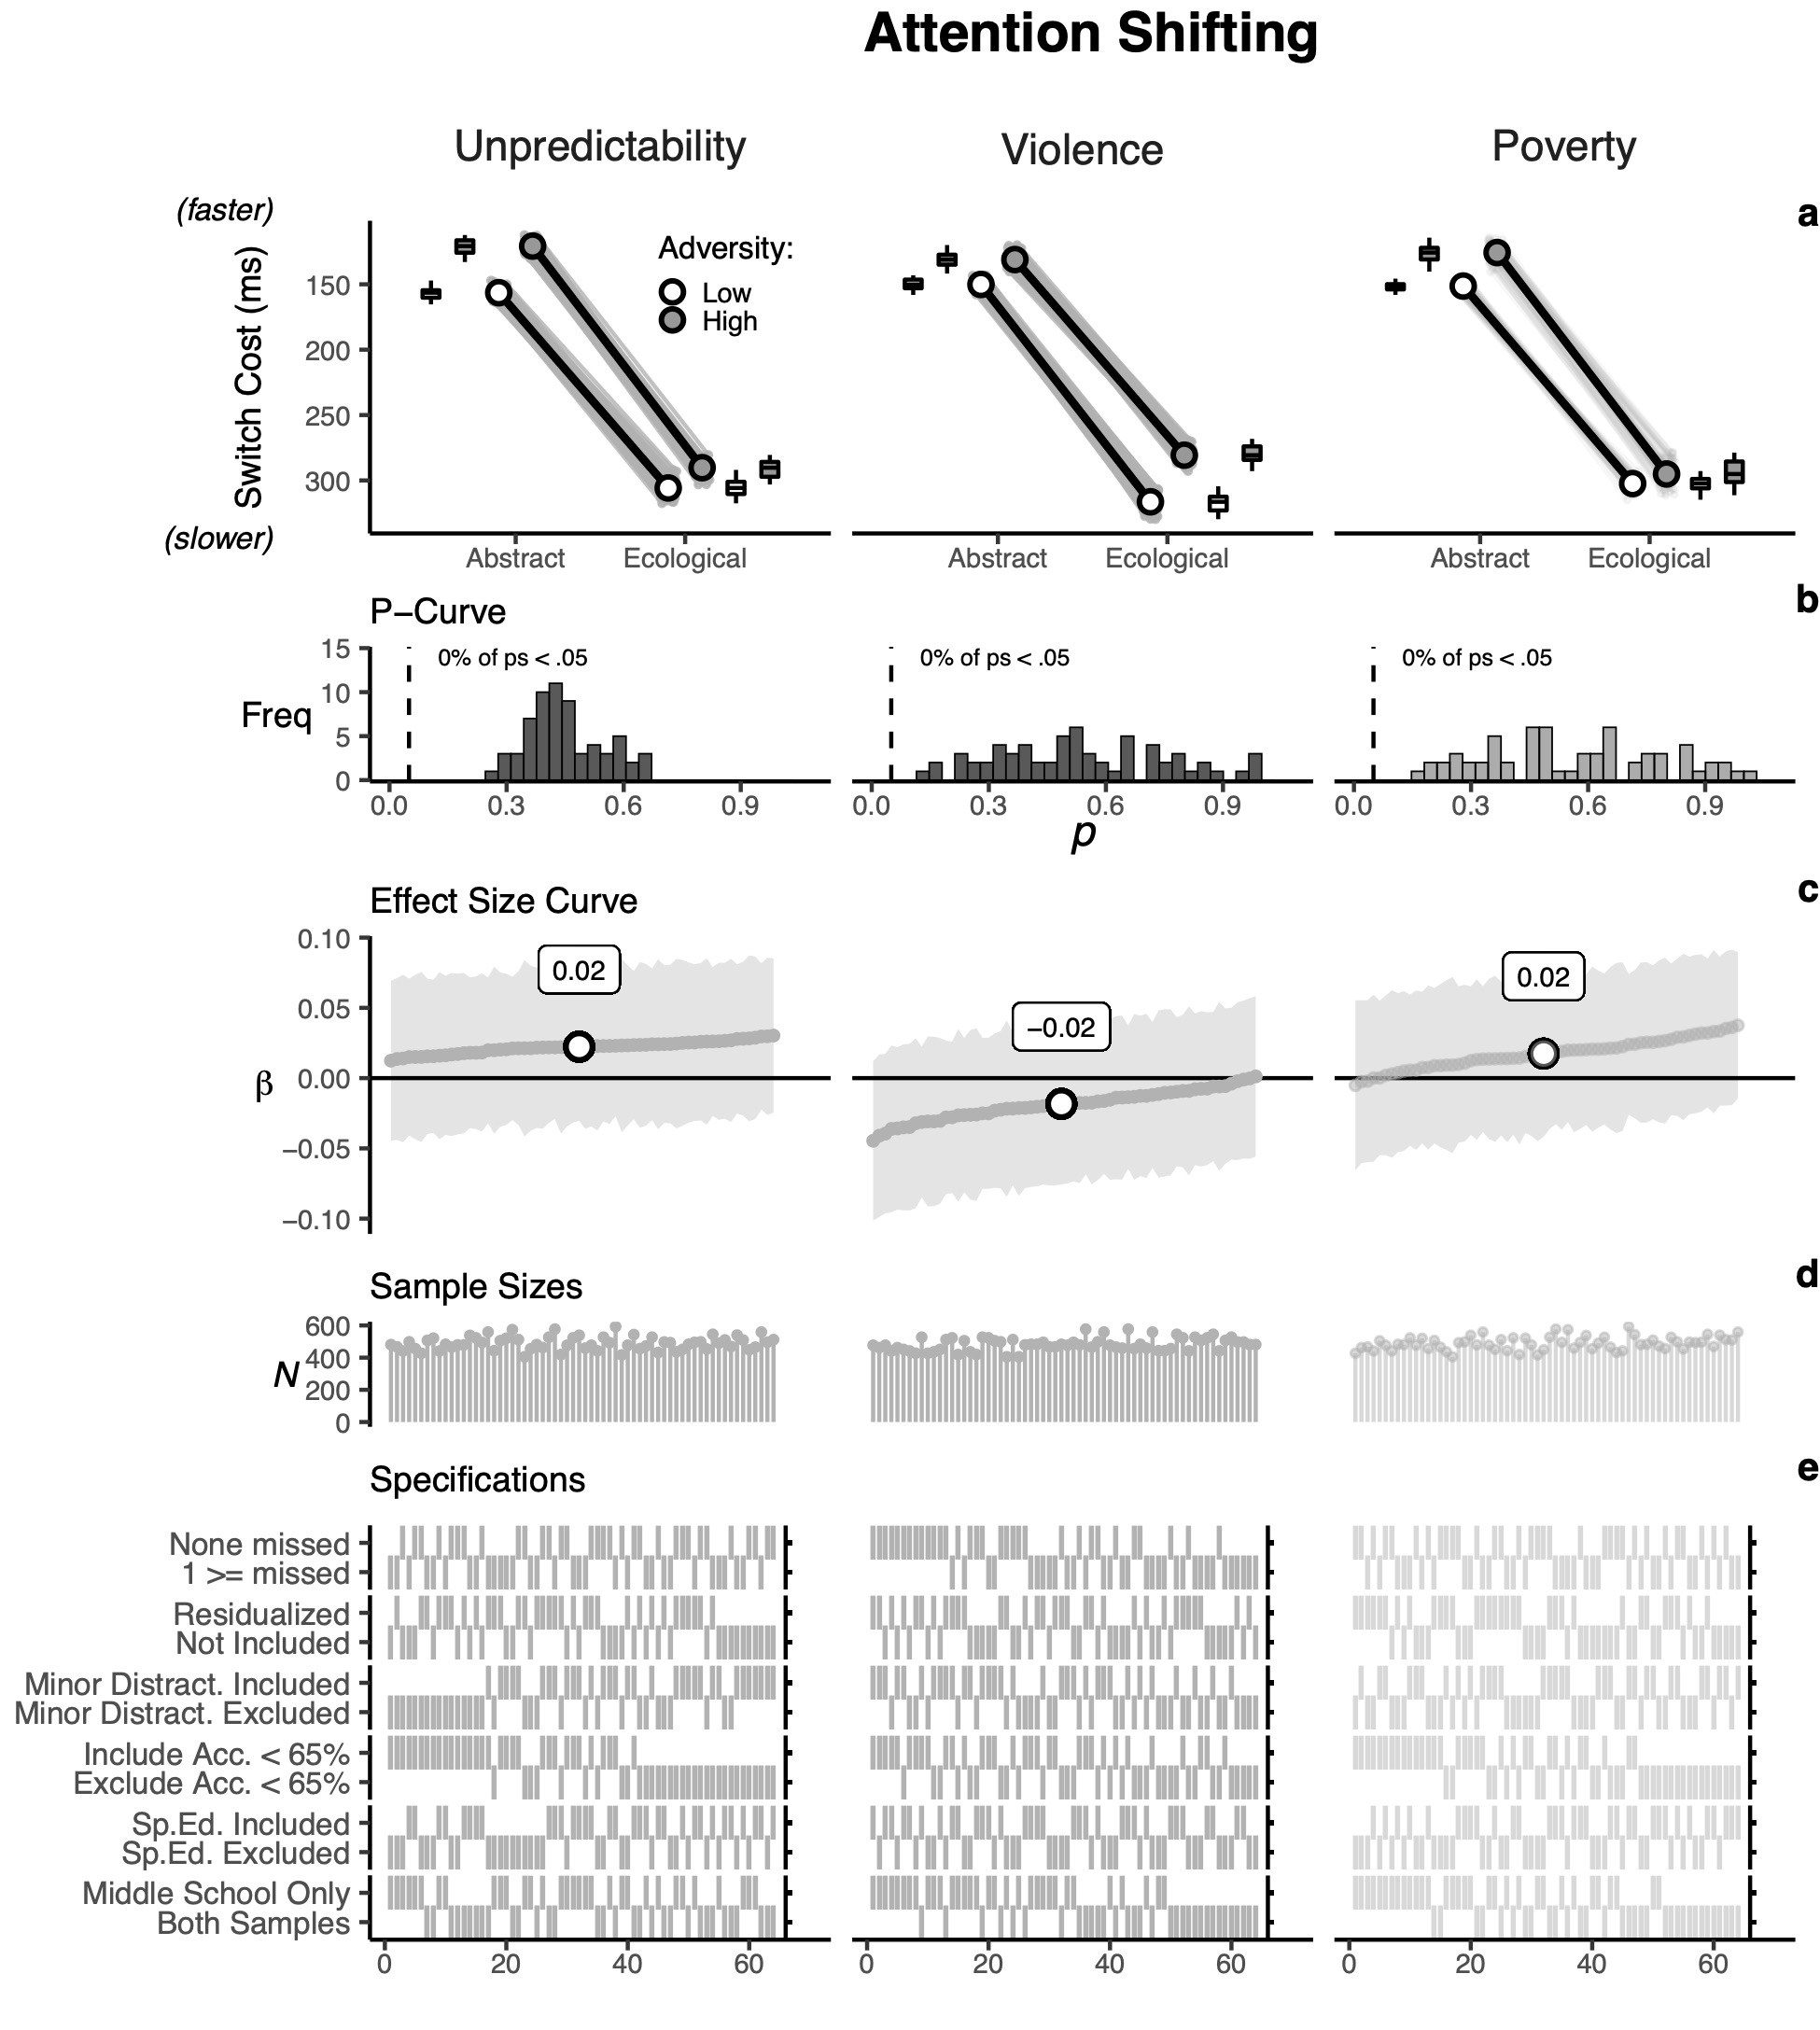 Attention Shifting
Unpredictability Violence Poverty
(faster)
a
Switch Cost (ms)
150
200
250
300
(slower)
Adversity:
Low
High
Abstract Ecological Abstract Ecological Abstract Ecological
b
P−Curve
Freq
15
10
5
0
0% of ps < .05 0% of ps < .05 0% of ps < .05
0.0 0.3 0.6 0.9 0.0 0.3 0.6 0.9 0.0 0.3 0.6 0.9
p
c
Effect Size Curve
β
0.10
0.05
0.00
−0.05
−0.10
0.02 −0.02 0.02
d
Sample Sizes
N
600
400
200
0
e
Specifications
None missed
1 >= missed
Residualized
Not Included
Minor Distract. Included
Minor Distract. Excluded
Include Acc. < 65%
Exclude Acc. < 65%
Sp.Ed. Included
Sp.Ed. Excluded
Middle School Only
Both Samples
0 20 40 60 0 20 40 60 0 20 40 60